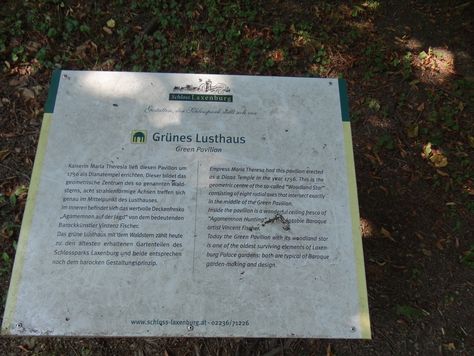 Schloss Laxenburg
Grünes Lusthaus
Green Pavilion
Kaiserin Maria Theresia ließ diesen Pavillon um
1750 als Dianatempel errichten. Dieser bildet das
geometrische Zentrum des so genannten Wald-
sterns, acht strahlenförmige Achsen treffen sich
genau im Mittelpunkt des Lusthauses.
Im Inneren befindet sich das wertvolle Deckenfresko
„Agamemnon auf der Jagd“ von dem bedeutenden
Barockkünstler Vinzenz Fischer.
Das grüne Lusthaus mit dem Waldstern zählt heute
zu den ältesten erhaltenen Gartenteilen des
Schlossparks Laxenburg und beide entsprechen
noch dem barocken Gestaltungsprinzip.
Empress Maria Theresa had this pavilion erected
as a Diana Temple in the year 1756. This is the
geometric centre of the so-called "Woodland Star"
consisting of eight radial axes that intersect exactly
in the middle of the Green Pavilion.
Inside the pavilion is a wonderful ceiling fresco of
"Agamemnon Hunting" notable Baroque
artist Vincent Fischer.
Today the Green Pavilion with its woodland star
is one of the oldest surviving elements of Laxen-
burg Palace gardens: both are typical of Baroque
garden-making and design.
www.schloss-laxenburg.at - 02236/71226